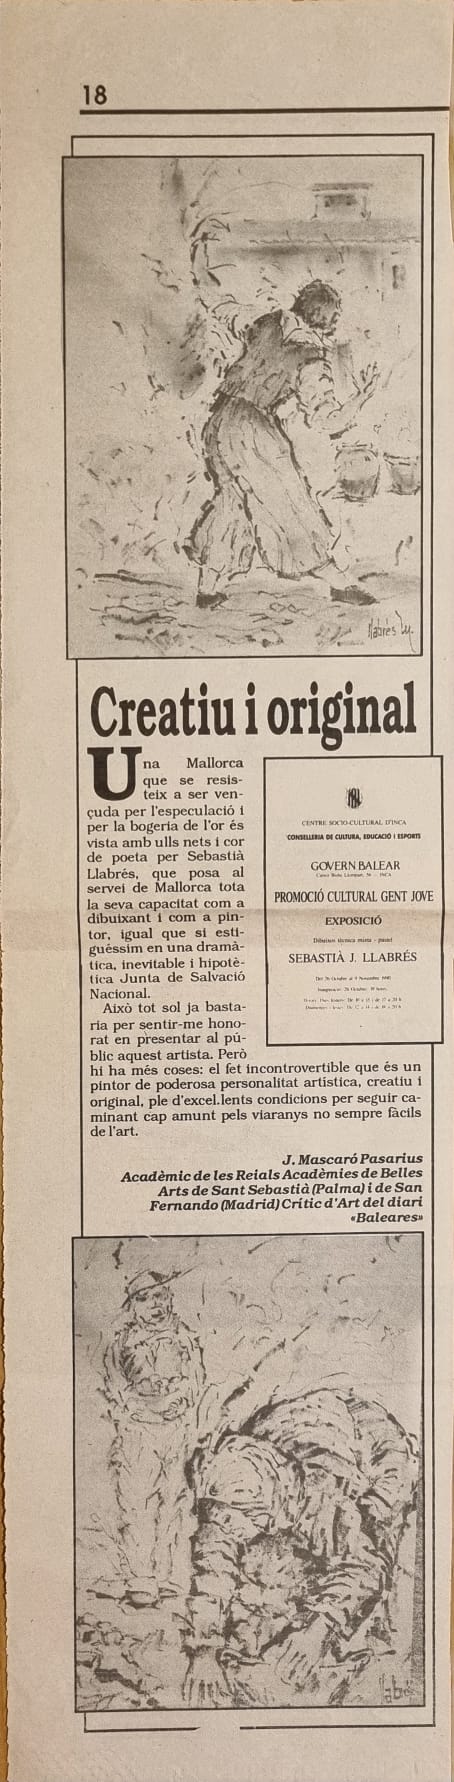 18
Llabrés
Creatiu i original
Una Mallorca
que se resis-
teix a ser ven-
çuda per l'especulació i
per la bogeria de l'or és
vista amb ulls nets i cor
de poeta per Sebastià
Llabrés, que posa al
servei de Mallorca tota
la seva capacitat com a
dibuixant i com a pin-
tor, igual que si esti-
guéssim en una dramà-
tica, inevitable i hipotè-
tica Junta de Salvació
Nacional.
Això tot sol ja basta-
ria per sentir-me hono-
rat en presentar al pú-
blic aquest artista. Però
hi ha més coses: el fet incontrovertible que és un
pintor de poderosa personalitat artística, creatiu i
original, ple d'excel.lents condicions per seguir ca-
minant cap amunt pels viaranys no sempre fàcils
de l'art.
CENTRE SOCIO-CULTURAL D'INCA
CONSELLERIA DE CULTURA, EDUCACIÓ I ESPORTS
GOVERN BALEAR
PROMOCIÓ CULTURAL GENT JOVE
EXPOSICIÓ
Dibuixos tècnica mixta - pastel
SEBASTIÀ J. LLABRÉS
J. Mascaró Pasarius
Acadèmic de les Reials Acadèmies de Belles
Arts de Sant Sebastià (Palma) i de San
Fernando (Madrid) Crític d'Art del diari
«Baleares»
Llabrés